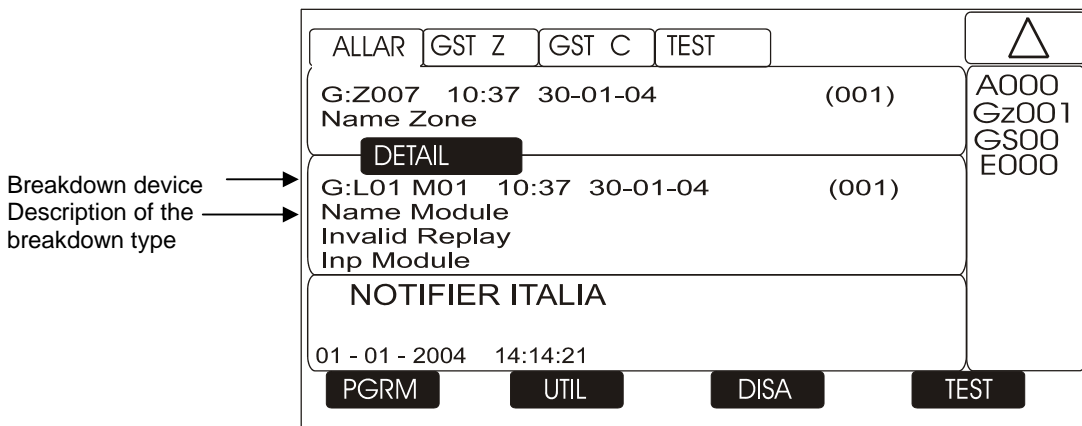 ALLAR GST Z GST C TEST
G:Z007 10:37 30-01-04 (001)
Name Zone
DETAIL
Breakdown device
Description of the
breakdown type
G:L01 M01 10:37 30-01-04 (001)
Name Module
Invalid Replay
Inp Module
NOTIFIER ITALIA
01 - 01 - 2004 14:14:21
A000
Gz001
GS00
E000
PGRM UTIL DISA TEST